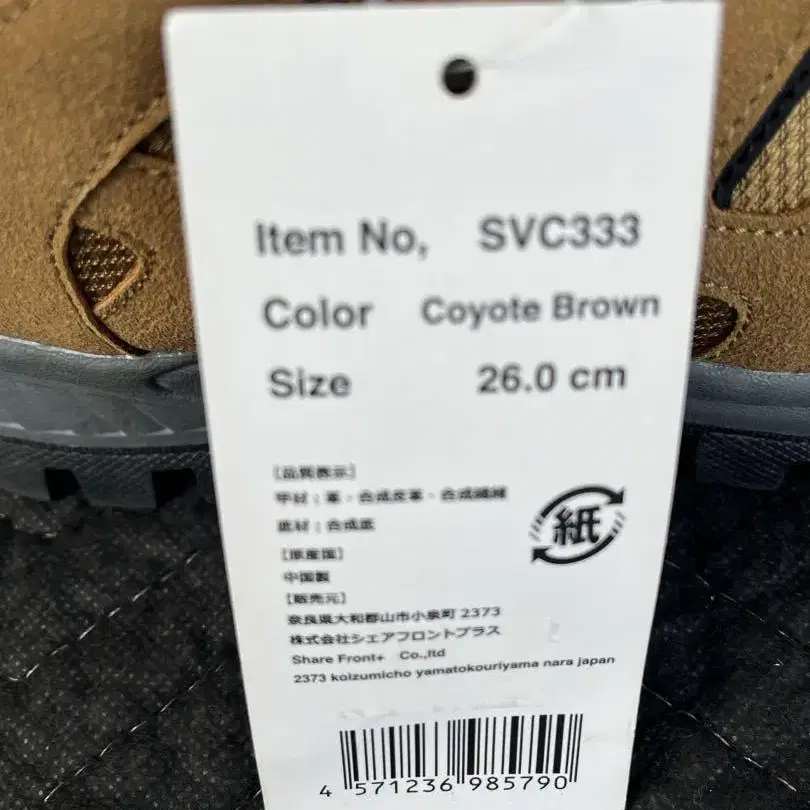 Item No, SVC333
Color Coyote Brown
Size 26.0 cm
[品質表示]
甲材：革・合成皮革・合成繊維
底材：合成底
[原産国]
中国製
[販売元]
奈良県大和郡山市小泉町 2373
株式会社シェアフロントプラス
Share Front+ Co.,ltd
2373 koizumicho yamatokouriyama nara japan
紙
4 571236 985790